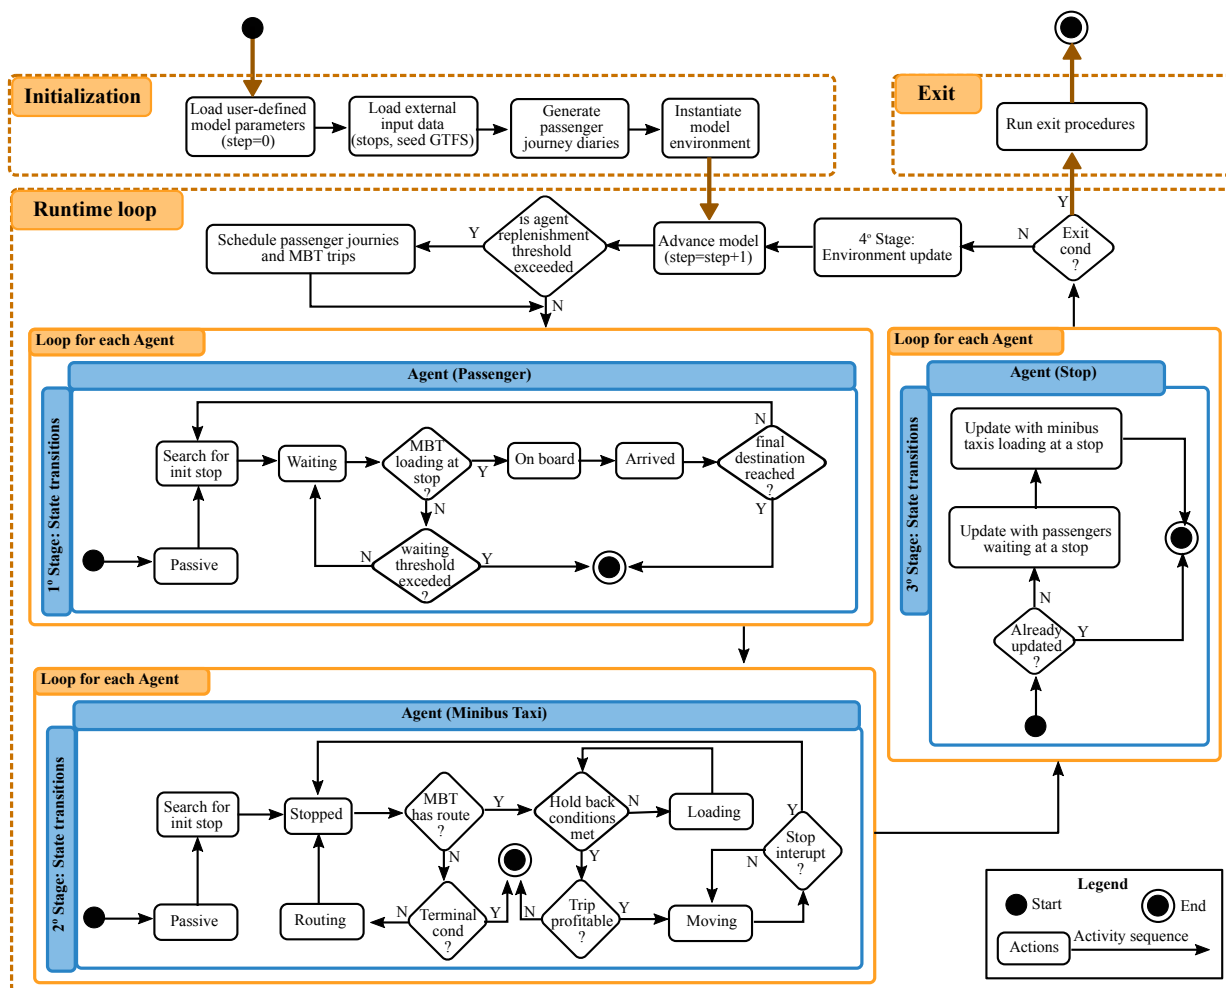 Initialization
Load user-defined
model parameters
(step=0)
Load external
input data
(stops, seed GTFS)
Generate
passenger
journey diaries
Instantiate
model
environment
Exit
Run exit procedures
Runtime loop
Schedule passenger journies
and MBT trips
Y
is agent
replenishment
threshold
exceeded
N
Advance model
(step=step+1)
4º Stage:
Environment update
N
Y
Exit
cond
?
Loop for each Agent
Agent (Passenger)
1º Stage: State transitions
Search for
init stop
Passive
Waiting
MBT
loading at
stop
?
Y
N
On board
Arrived
final
destination
reached
?
N
Y
waiting
threshold
exceded
?
N
Y
Loop for each Agent
Agent (Stop)
3º Stage: State transitions
Update with minibus
taxis loading at a stop
Update with passengers
waiting at a stop
N
Already
updated
?
Y
Loop for each Agent
Agent (Minibus Taxi)
2º Stage: State transitions
Search for
init stop
Passive
Stopped
MBT
has route
?
Y
N
Hold back
conditions
met
N
Y
Loading
Stop
interupt
?
Y
N
Routing
N
Terminal
cond
?
Y
N
Trip
profitable
?
Y
Moving
Legend
Start
End
Actions
Activity sequence